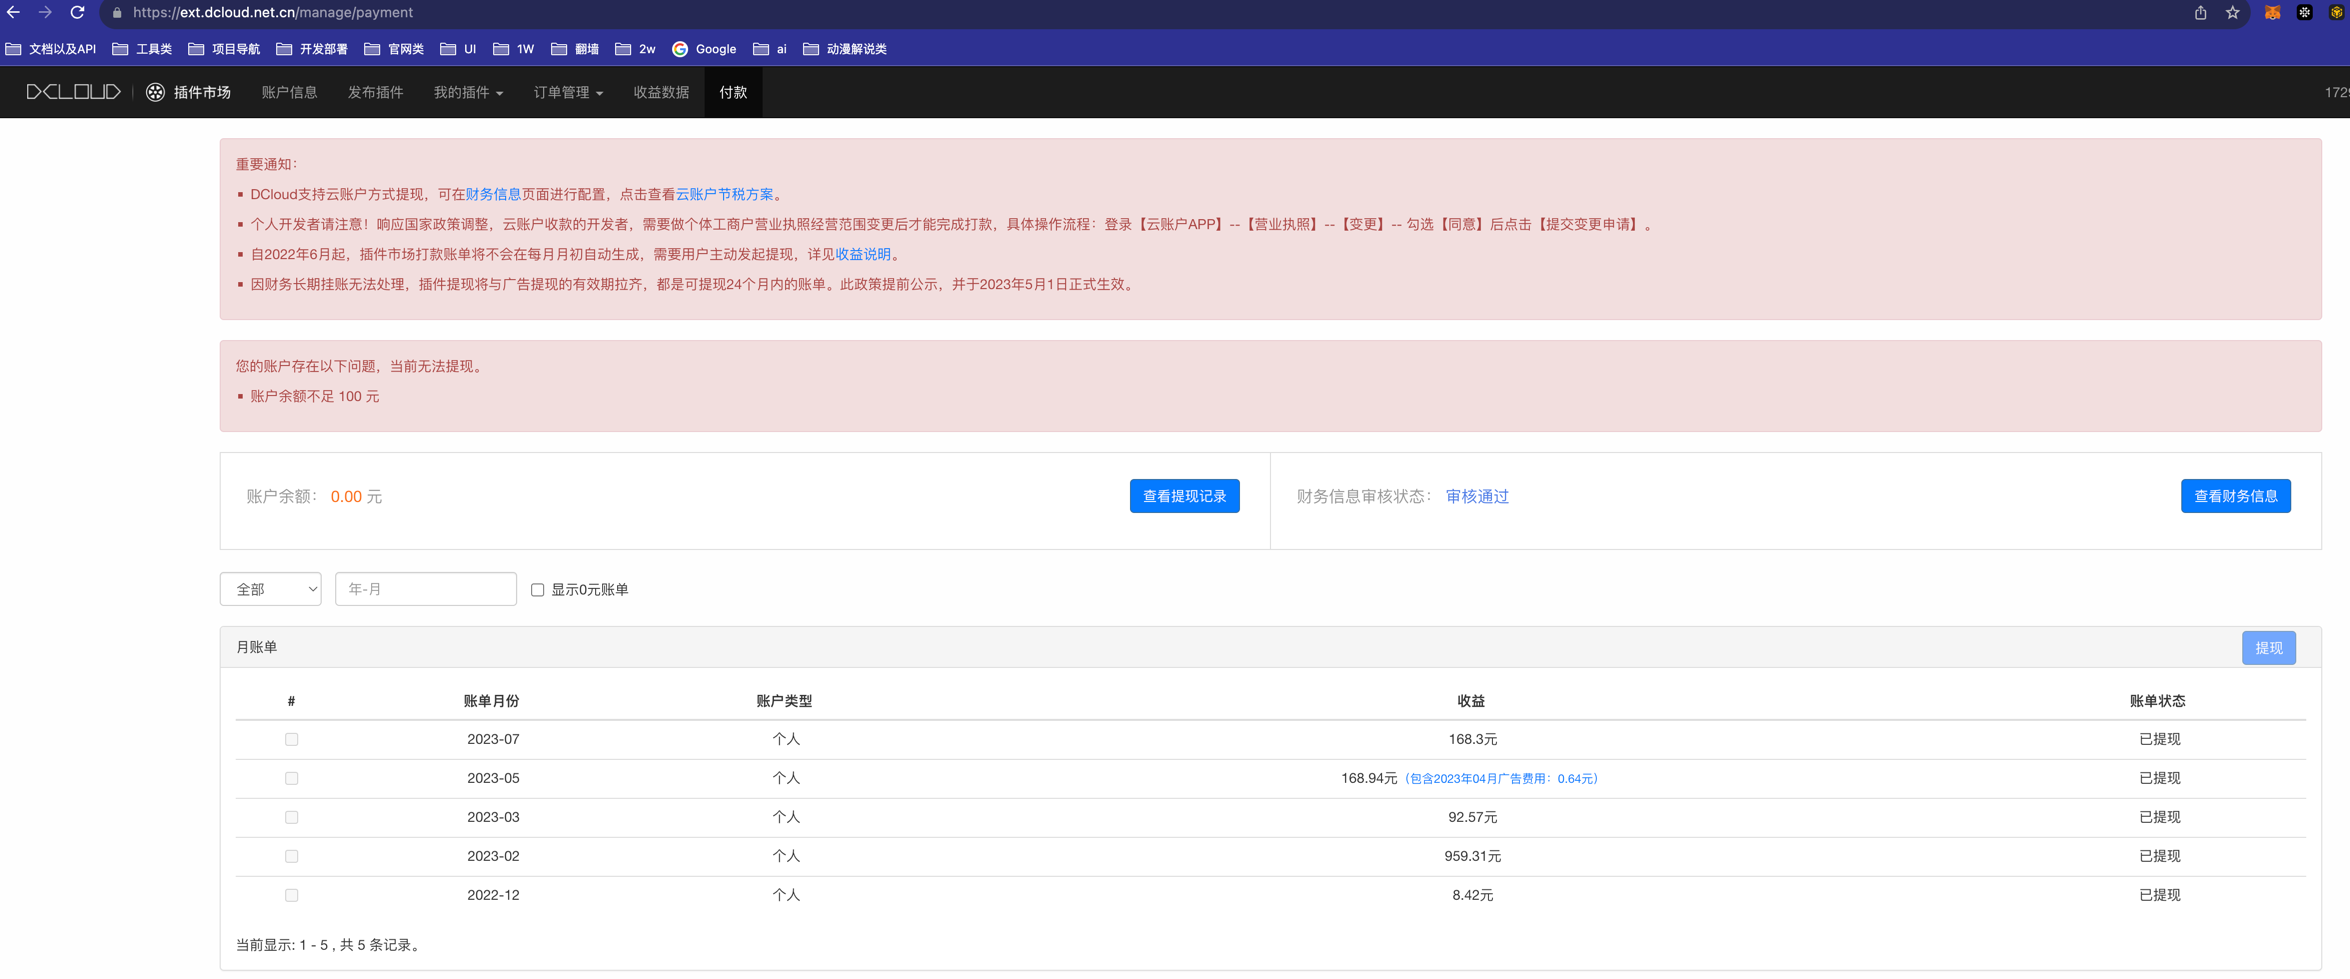 https://ext.dcloud.net.cn/manage/payment
文档以及API 工具类 项目导航 开发部署 官网类 UI 1W 翻墙 2w Google ai 动漫解说类
DCLOUD 插件市场 账户信息 发布插件 我的插件 订单管理 收益数据 付款 172
重要通知：
▪ DCloud支持云账户方式提现，可在财务信息页面进行配置，点击查看云账户节税方案。
▪ 个人开发者请注意！响应国家政策调整，云账户收款的开发者，需要做个体工商户营业执照经营范围变更后才能完成打款，具体操作流程：登录【云账户APP】--【营业执照】--【变更】-- 勾选【同意】后点击【提交变更申请】。
▪ 自2022年6月起，插件市场打款账单将不会在每月月初自动生成，需要用户主动发起提现，详见收益说明。
▪ 因财务长期挂账无法处理，插件提现将与广告提现的有效期拉齐，都是可提现24个月内的账单。此政策提前公示，并于2023年5月1日正式生效。
您的账户存在以下问题，当前无法提现。
▪ 账户余额不足 100 元
账户余额： 0.00 元 查看提现记录 财务信息审核状态： 审核通过 查看财务信息
全部 年-月 显示0元账单
月账单 提现
# 账单月份 账户类型 收益 账单状态
2023-07 个人 168.3元 已提现
2023-05 个人 168.94元（包含2023年04月广告费用：0.64元） 已提现
2023-03 个人 92.57元 已提现
2023-02 个人 959.31元 已提现
2022-12 个人 8.42元 已提现
当前显示: 1 - 5 , 共 5 条记录。